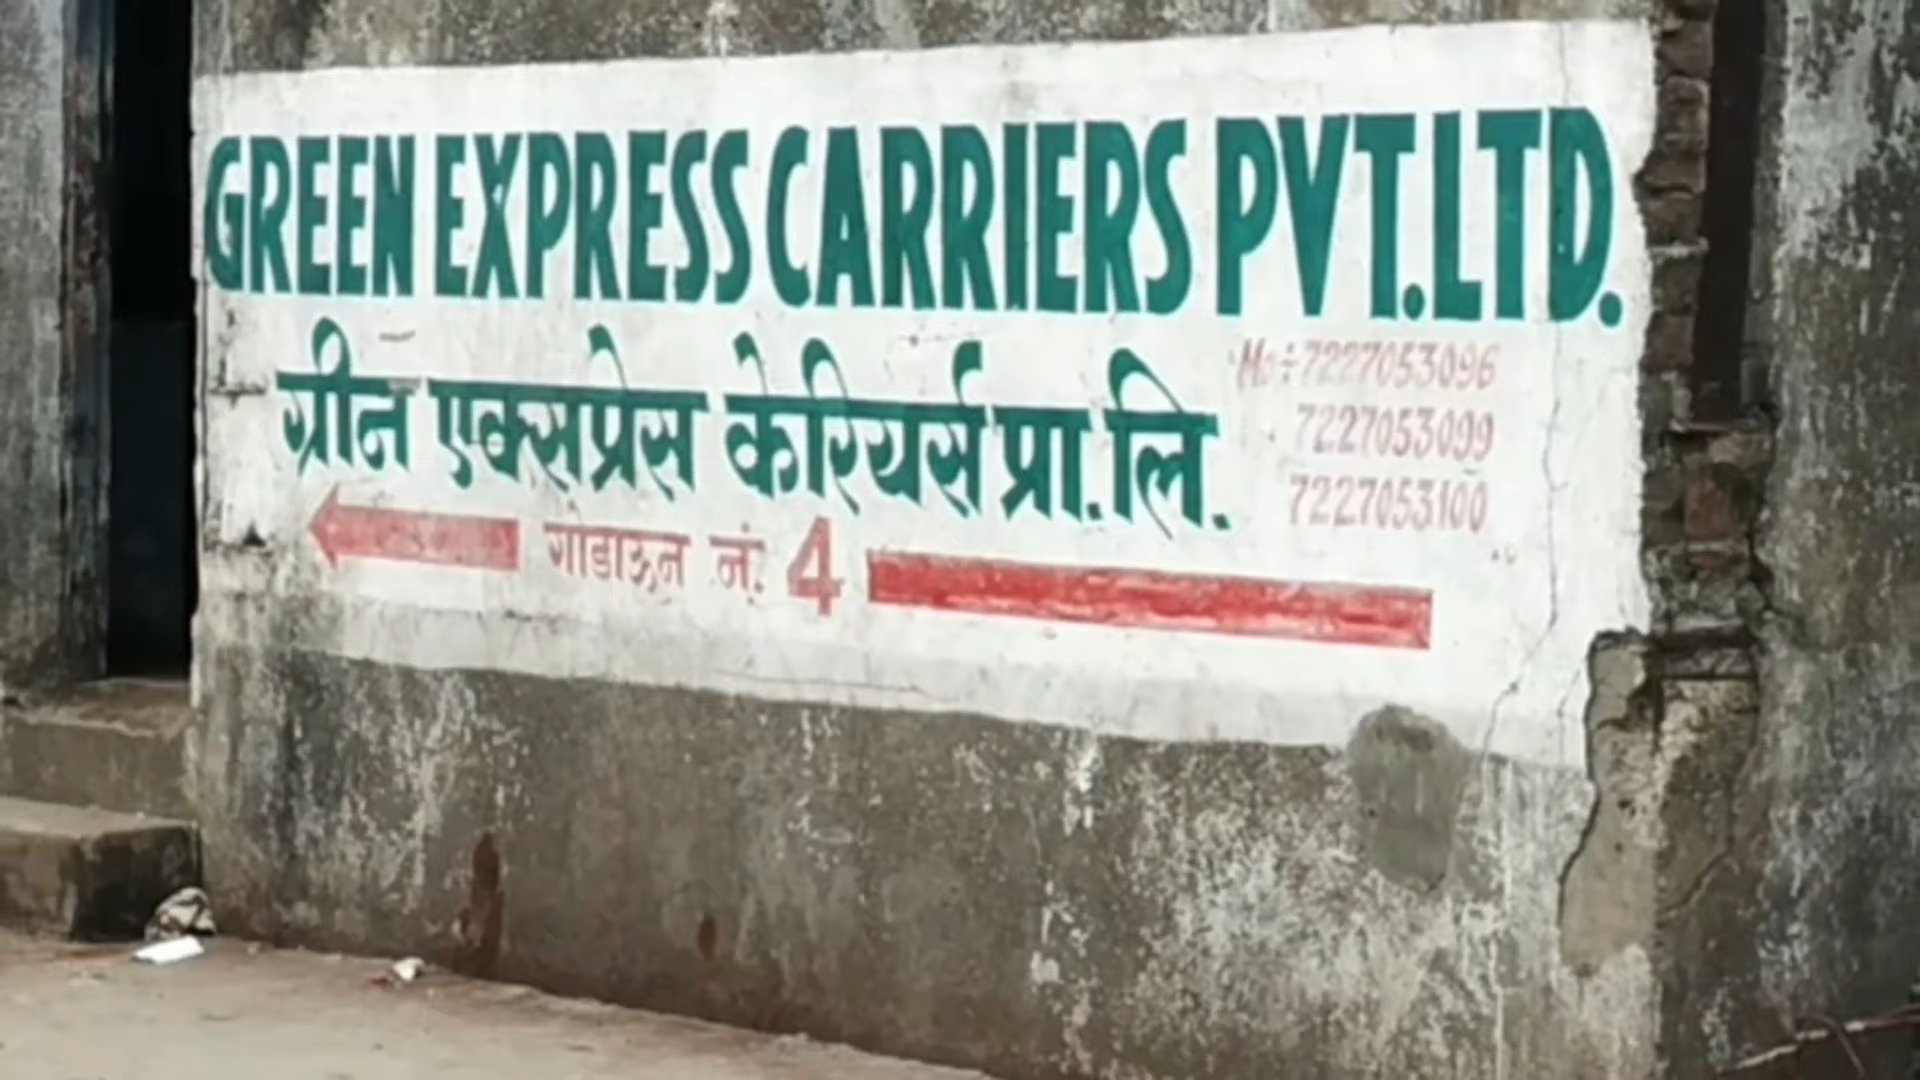 GREEN EXPRESS CARRIERS PVT.LTD.
ग्रीन एक्सप्रेस केरियर्स प्रा.लि.
Mo÷7227053096
7227053099
7227053100
गोडाऊन नं. 4